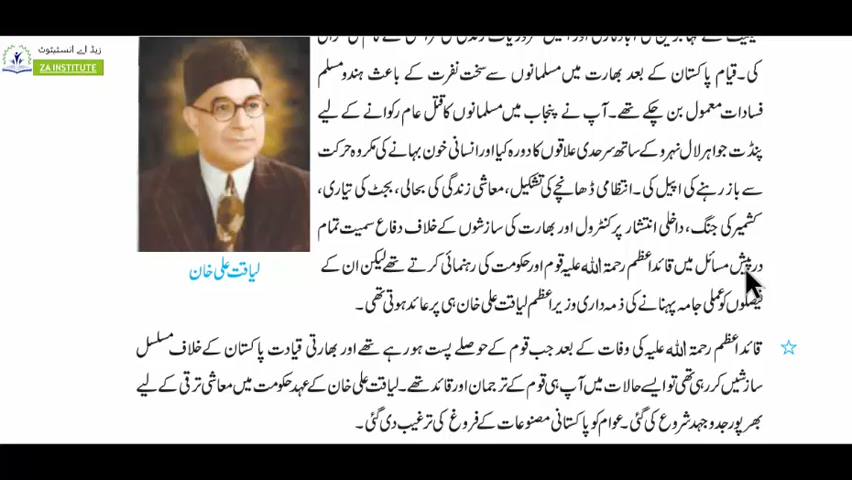 زیڈ اے انسٹیٹیوٹ
ZA INSTITUTE
کی۔ قیام پاکستان کے بعد بھارت میں مسلمانوں سے سخت نفرت کے باعث ہندو مسلم
فسادات معمول بن چکے تھے۔ آپ نے پنجاب میں مسلمانوں کا قتل عام رکوانے کے لیے
پنڈت جواہر لال نہرو کے ساتھ سرحدی علاقوں کا دورہ کیا اور انسانی خون بہانے کی مکروہ حرکت
سے باز رہنے کی اپیل کی۔ انتظامی ڈھانچے کی تشکیل، معاشی زندگی کی بحالی، بجٹ کی تیاری،
کشمیر کی جنگ، داخلی انتشار پر کنٹرول اور بھارت کی سازشوں کے خلاف دفاع سمیت تمام
درپیش مسائل میں قائداعظم رحمۃ اللہ علیہ قوم اور حکومت کی رہنمائی کرتے تھے لیکن ان کے
فیصلوں کو عملی جامہ پہنانے کی ذمہ داری وزیراعظم لیاقت علی خان ہی پر عائد ہوتی تھی۔
لیاقت علی خان
قائداعظم رحمۃ اللہ علیہ کی وفات کے بعد جب قوم کے حوصلے پست ہو رہے تھے اور بھارتی قیادت پاکستان کے خلاف مسلسل
سازشیں کر رہی تھی تو ایسے حالات میں آپ ہی قوم کے ترجمان اور قائد تھے۔ لیاقت علی خان کے عہد حکومت میں معاشی ترقی کے لیے
بھرپور جدوجہد شروع کی گئی۔ عوام کو پاکستانی مصنوعات کے فروغ کی ترغیب دی گئی۔